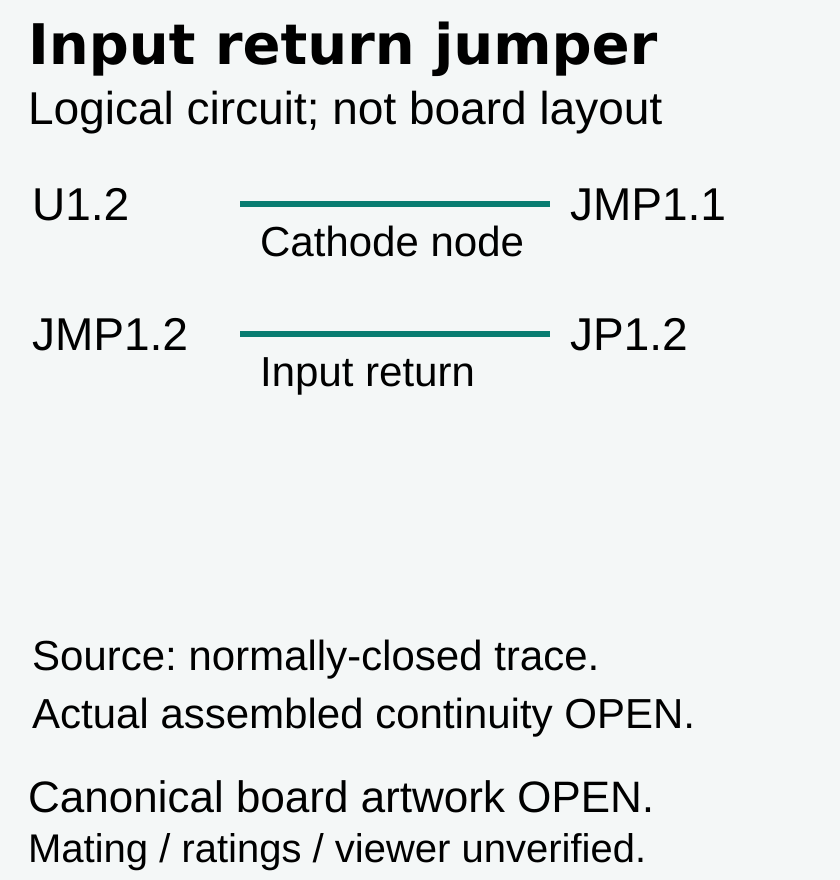 Input return jumper
Logical circuit; not board layout
U1.2 JMP1.1
Cathode node
JMP1.2 JP1.2
Input return
Source: normally-closed trace.
Actual assembled continuity OPEN.
Canonical board artwork OPEN.
Mating / ratings / viewer unverified.